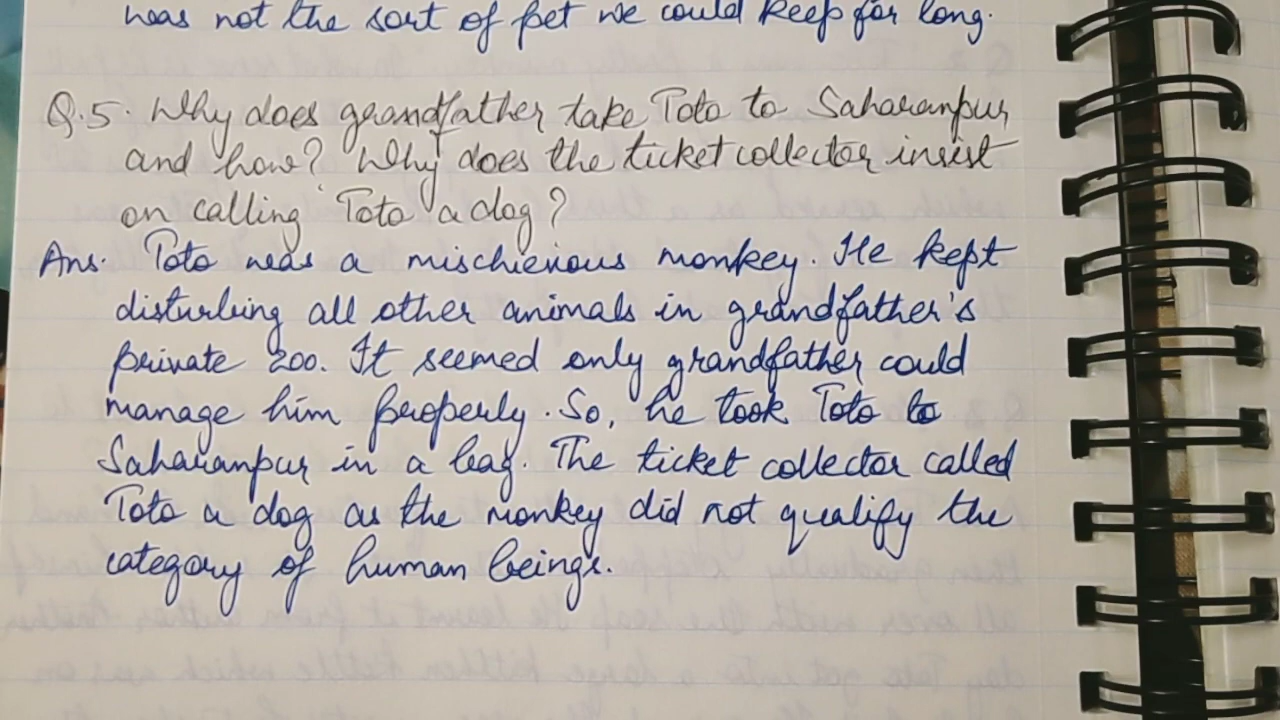 was not the sort of pet we could keep for long.
Q.5. Why does grandfather take Toto to Saharanpur
and how? Why does the ticket collector insist
on calling Toto a dog?
Ans. Toto was a mischievous monkey. He kept
disturbing all other animals in grandfather's
private zoo. It seemed only grandfather could
manage him properly. So, he took Toto to
Saharanpur in a bag. The ticket collector called
Toto a dog as the monkey did not qualify the
category of human beings.